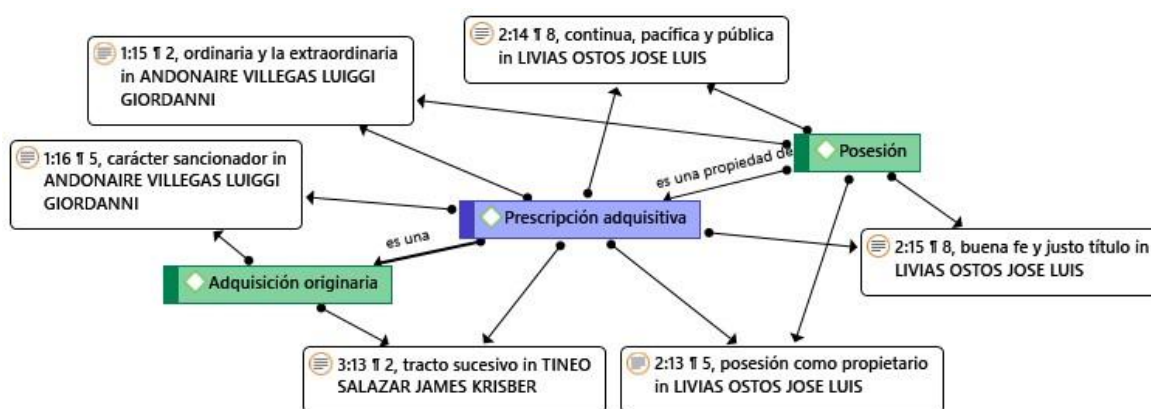 2:14 ¶ 8, continua, pacífica y pública
in LIVIAS OSTOS JOSE LUIS
1:15 ¶ 2, ordinaria y la extraordinaria
in ANDONAIRE VILLEGAS LUIGGI
GIORDANNI
Posesión
1:16 ¶ 5, carácter sancionador in
ANDONAIRE VILLEGAS LUIGGI
GIORDANNI
es una propiedad de
Prescripción adquisitiva
es una
2:15 ¶ 8, buena fe y justo título in
LIVIAS OSTOS JOSE LUIS
Adquisición originaria
3:13 ¶ 2, tracto sucesivo in TINEO
SALAZAR JAMES KRISBER
2:13 ¶ 5, posesión como propietario
in LIVIAS OSTOS JOSE LUIS